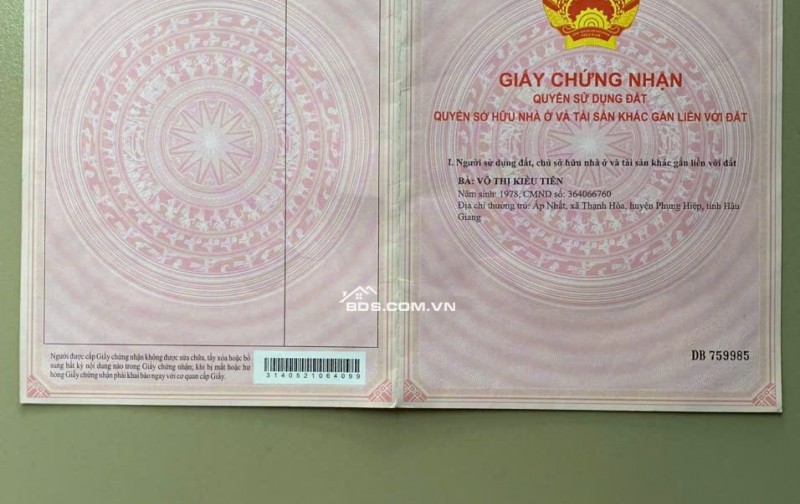 GIẤY CHỨNG NHẬN
QUYỀN SỬ DỤNG ĐẤT
QUYỀN SỞ HỮU NHÀ Ở VÀ TÀI SẢN KHÁC GẮN LIỀN VỚI ĐẤT
I. Người sử dụng đất, chủ sở hữu nhà ở và tài sản khác gắn liền với đất
BÀ: VÕ THỊ KIỀU TIÊN
Năm sinh: 1978, CMND số: 364066760
Địa chỉ thường trú: Ấp Nhất, xã Thạnh Hòa, huyện Phụng Hiệp, tỉnh Hậu
Giang
BDS.COM.VN
Người được cấp Giấy chứng nhận không được sửa chữa, tẩy xóa hoặc bổ
sung bất kỳ nội dung nào trong Giấy chứng nhận; khi bị mất hoặc hư
hỏng Giấy chứng nhận phải khai báo ngay với cơ quan cấp Giấy.
3140521064099
DB 759985